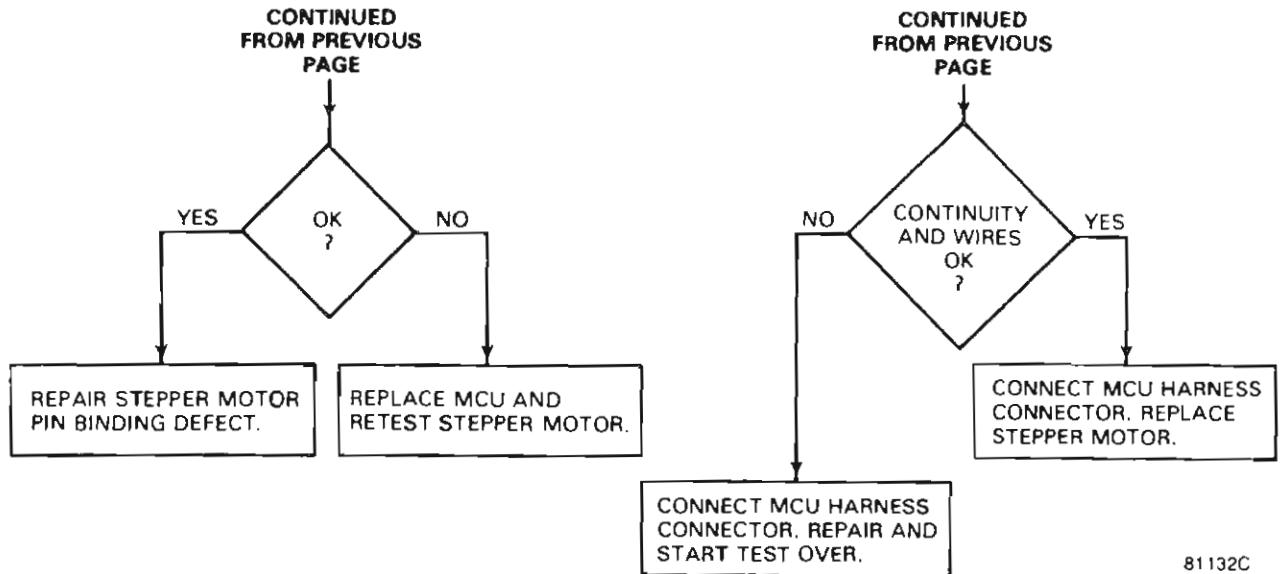 CONTINUED
FROM PREVIOUS
PAGE
OK
?
YES
NO
REPAIR STEPPER MOTOR
PIN BINDING DEFECT.
REPLACE MCU AND
RETEST STEPPER MOTOR.
CONTINUED
FROM PREVIOUS
PAGE
CONTINUITY
AND WIRES
OK
?
NO
YES
CONNECT MCU HARNESS
CONNECTOR. REPAIR AND
START TEST OVER.
CONNECT MCU HARNESS
CONNECTOR. REPLACE
STEPPER MOTOR.
81132C